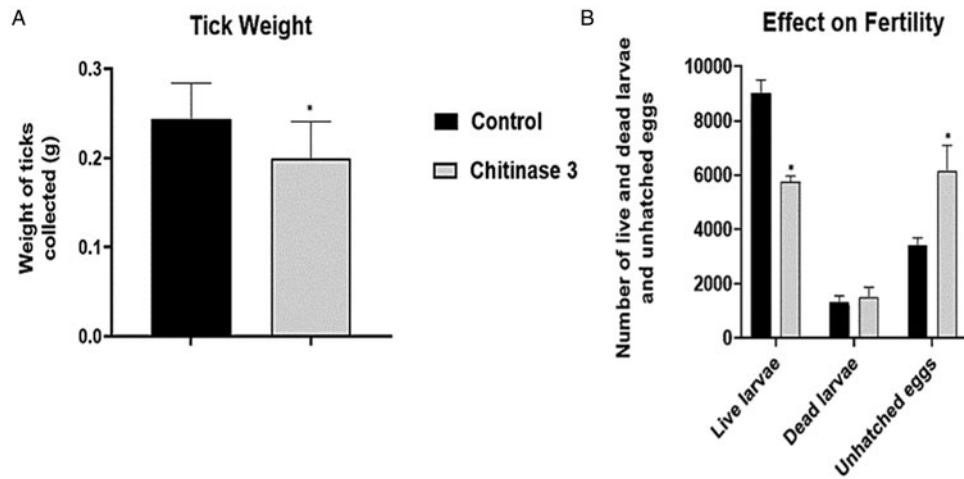 A
Tick Weight
Weight of ticks
collected (g)
0.3
0.2
0.1
0.0
*
Control
Chitinase 3
B
Effect on Fertility
Number of live and dead larvae
and unhatched eggs
10000
8000
6000
4000
2000
0
*
*
Live larvae
Dead larvae
Unhatched eggs